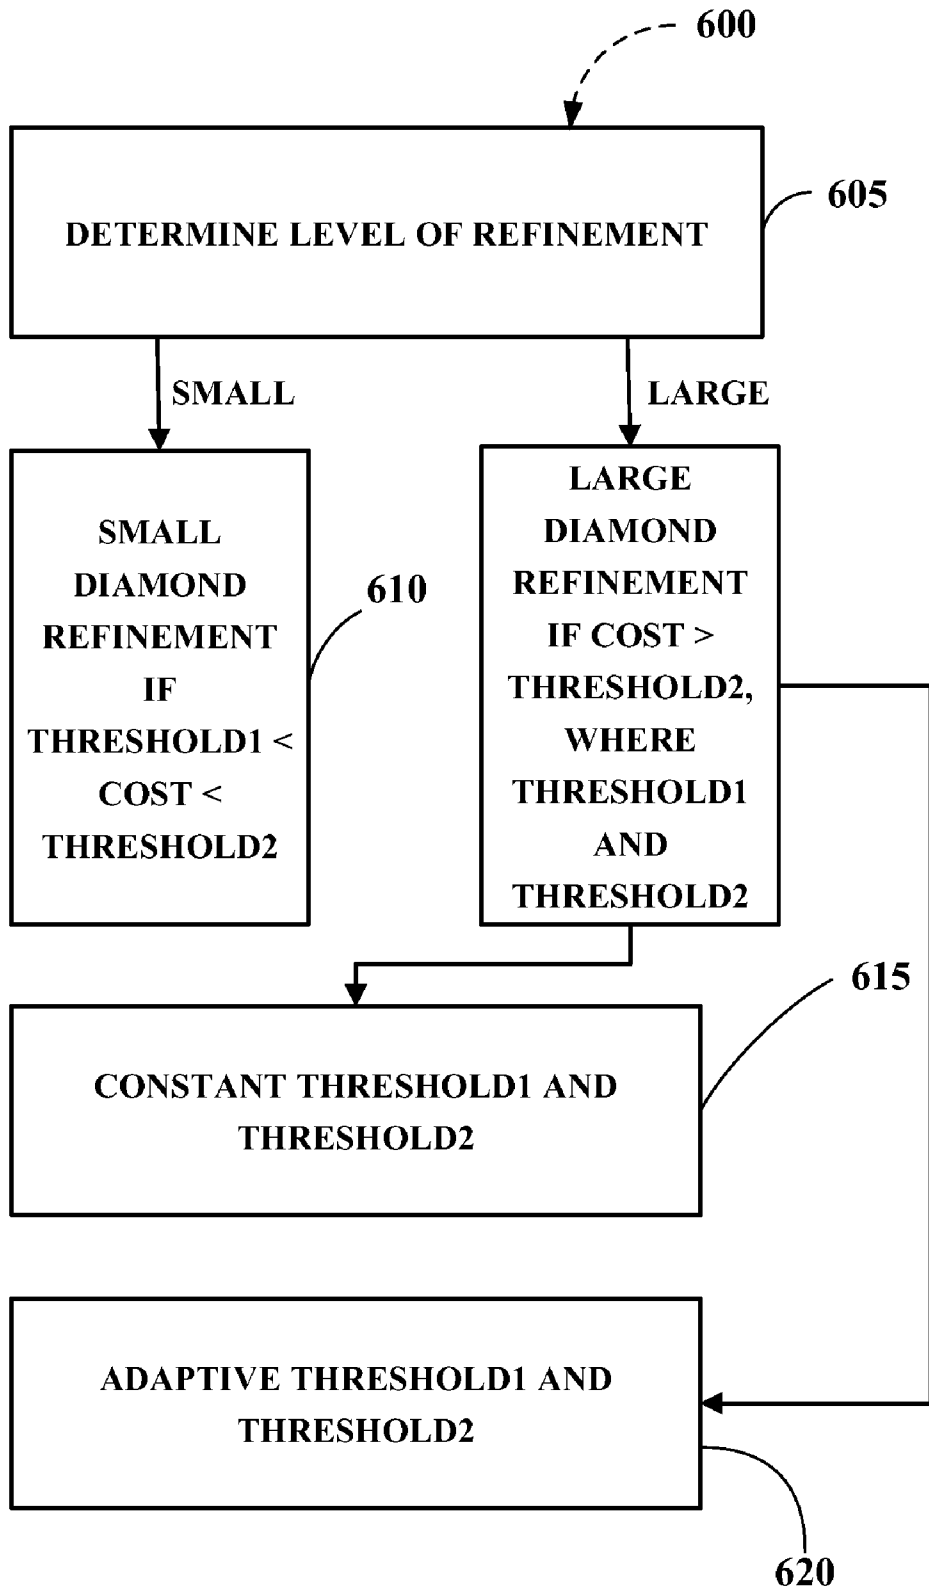 600
605
DETERMINE LEVEL OF REFINEMENT
SMALL
LARGE
SMALL
DIAMOND
REFINEMENT
IF
THRESHOLD1 <
COST <
THRESHOLD2
610
LARGE
DIAMOND
REFINEMENT
IF COST >
THRESHOLD2,
WHERE
THRESHOLD1
AND
THRESHOLD2
615
CONSTANT THRESHOLD1 AND
THRESHOLD2
ADAPTIVE THRESHOLD1 AND
THRESHOLD2
620